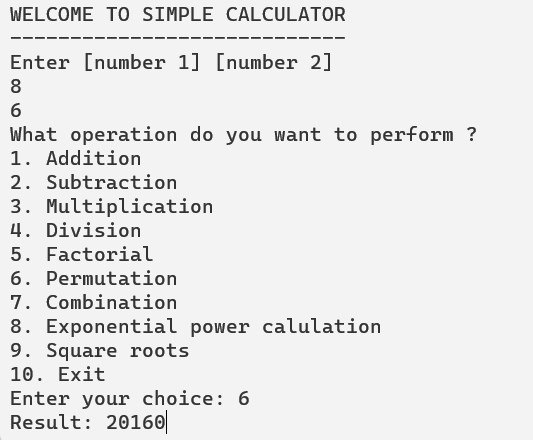 WELCOME TO SIMPLE CALCULATOR
----------------------------
Enter [number 1] [number 2]
8
6
What operation do you want to perform ?
1. Addition
2. Subtraction
3. Multiplication
4. Division
5. Factorial
6. Permutation
7. Combination
8. Exponential power calulation
9. Square roots
10. Exit
Enter your choice: 6
Result: 20160